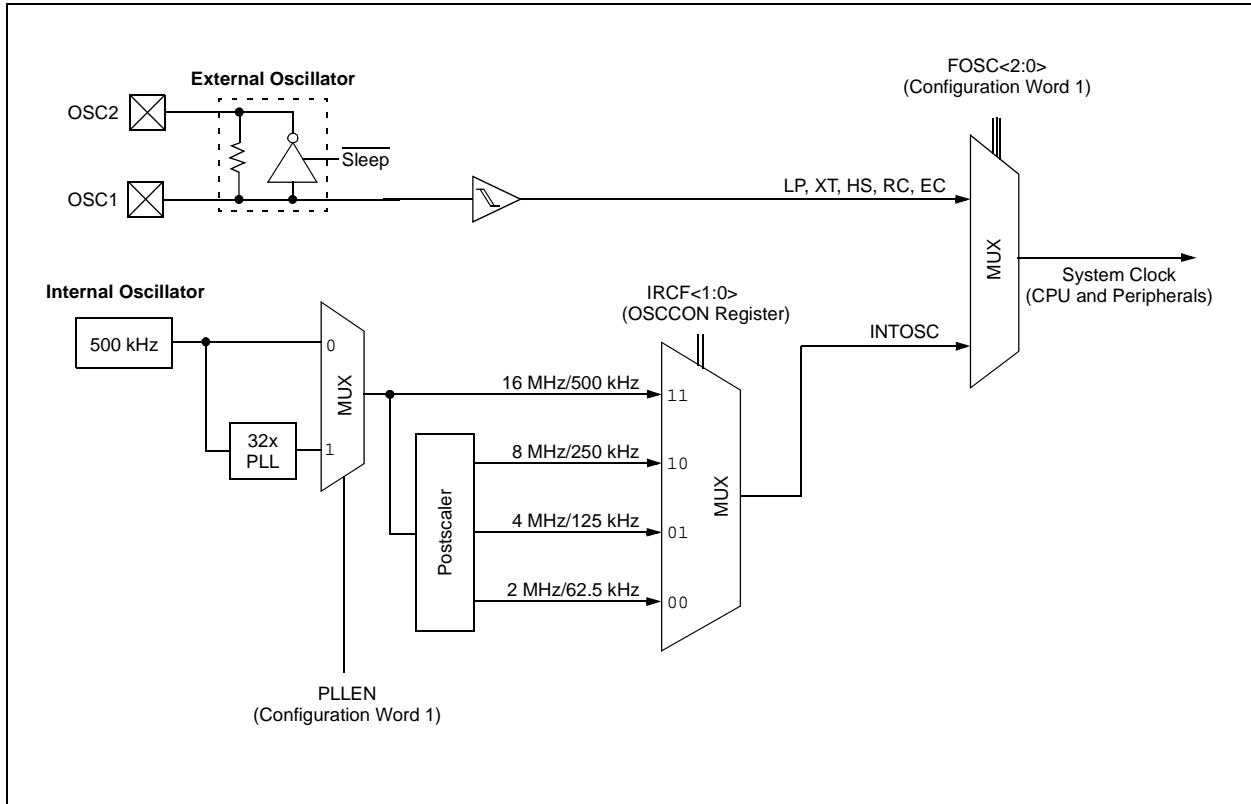 External Oscillator
FOSC<2:0>
(Configuration Word 1)
OSC2
Sleep
OSC1
LP, XT, HS, RC, EC
MUX
System Clock
(CPU and Peripherals)
Internal Oscillator
IRCF<1:0>
(OSCCON Register)
INTOSC
500 kHz
0
MUX
32x
PLL
1
16 MHz/500 kHz
11
8 MHz/250 kHz
10
MUX
Postscaler
4 MHz/125 kHz
01
2 MHz/62.5 kHz
00
PLLEN
(Configuration Word 1)